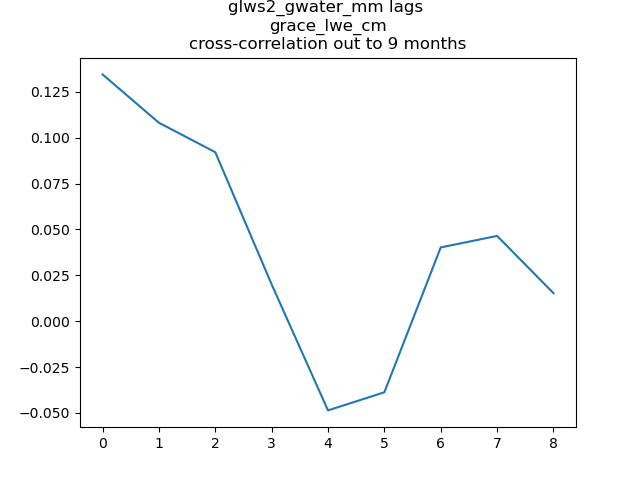 glws2_gwater_mm lags
grace_lwe_cm
cross-correlation out to 9 months
0.125
0.100
0.075
0.050
0.025
0.000
−0.025
−0.050
0 1 2 3 4 5 6 7 8